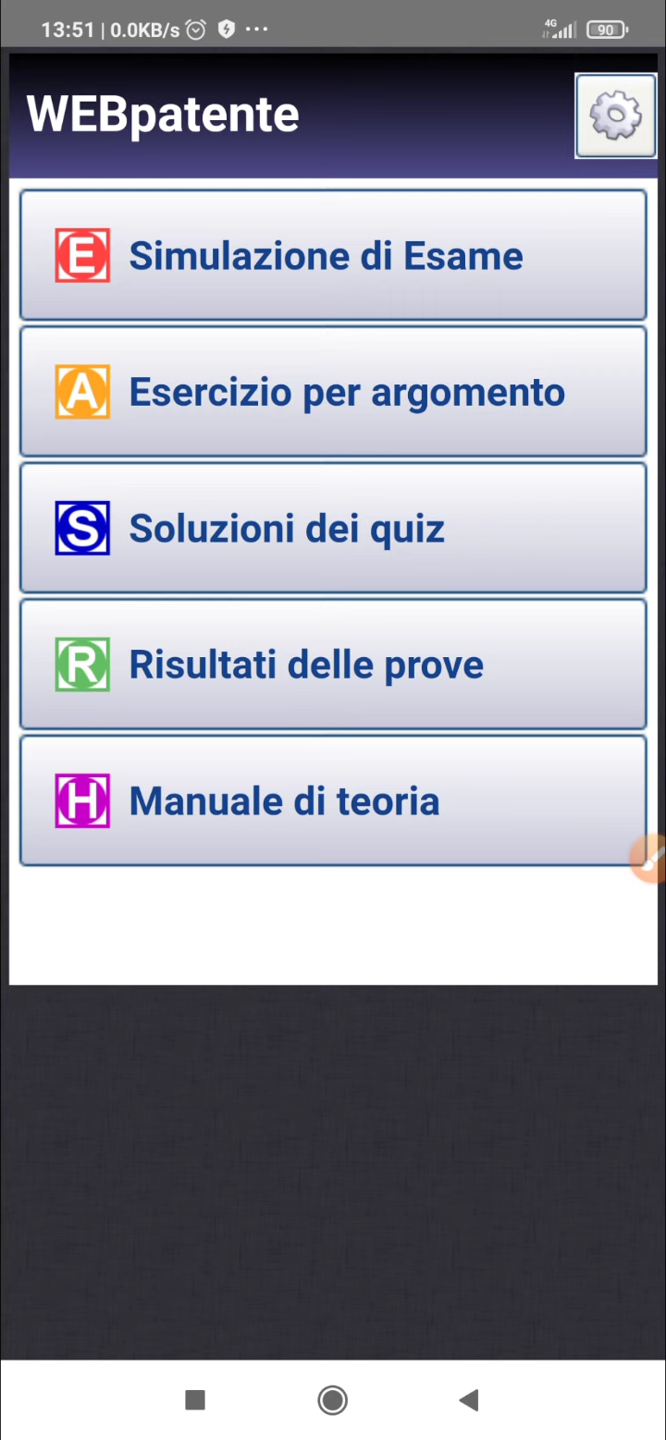 13:51 | 0.0KB/s ... 4G 90
WEBpatente
E Simulazione di Esame
A Esercizio per argomento
S Soluzioni dei quiz
R Risultati delle prove
H Manuale di teoria